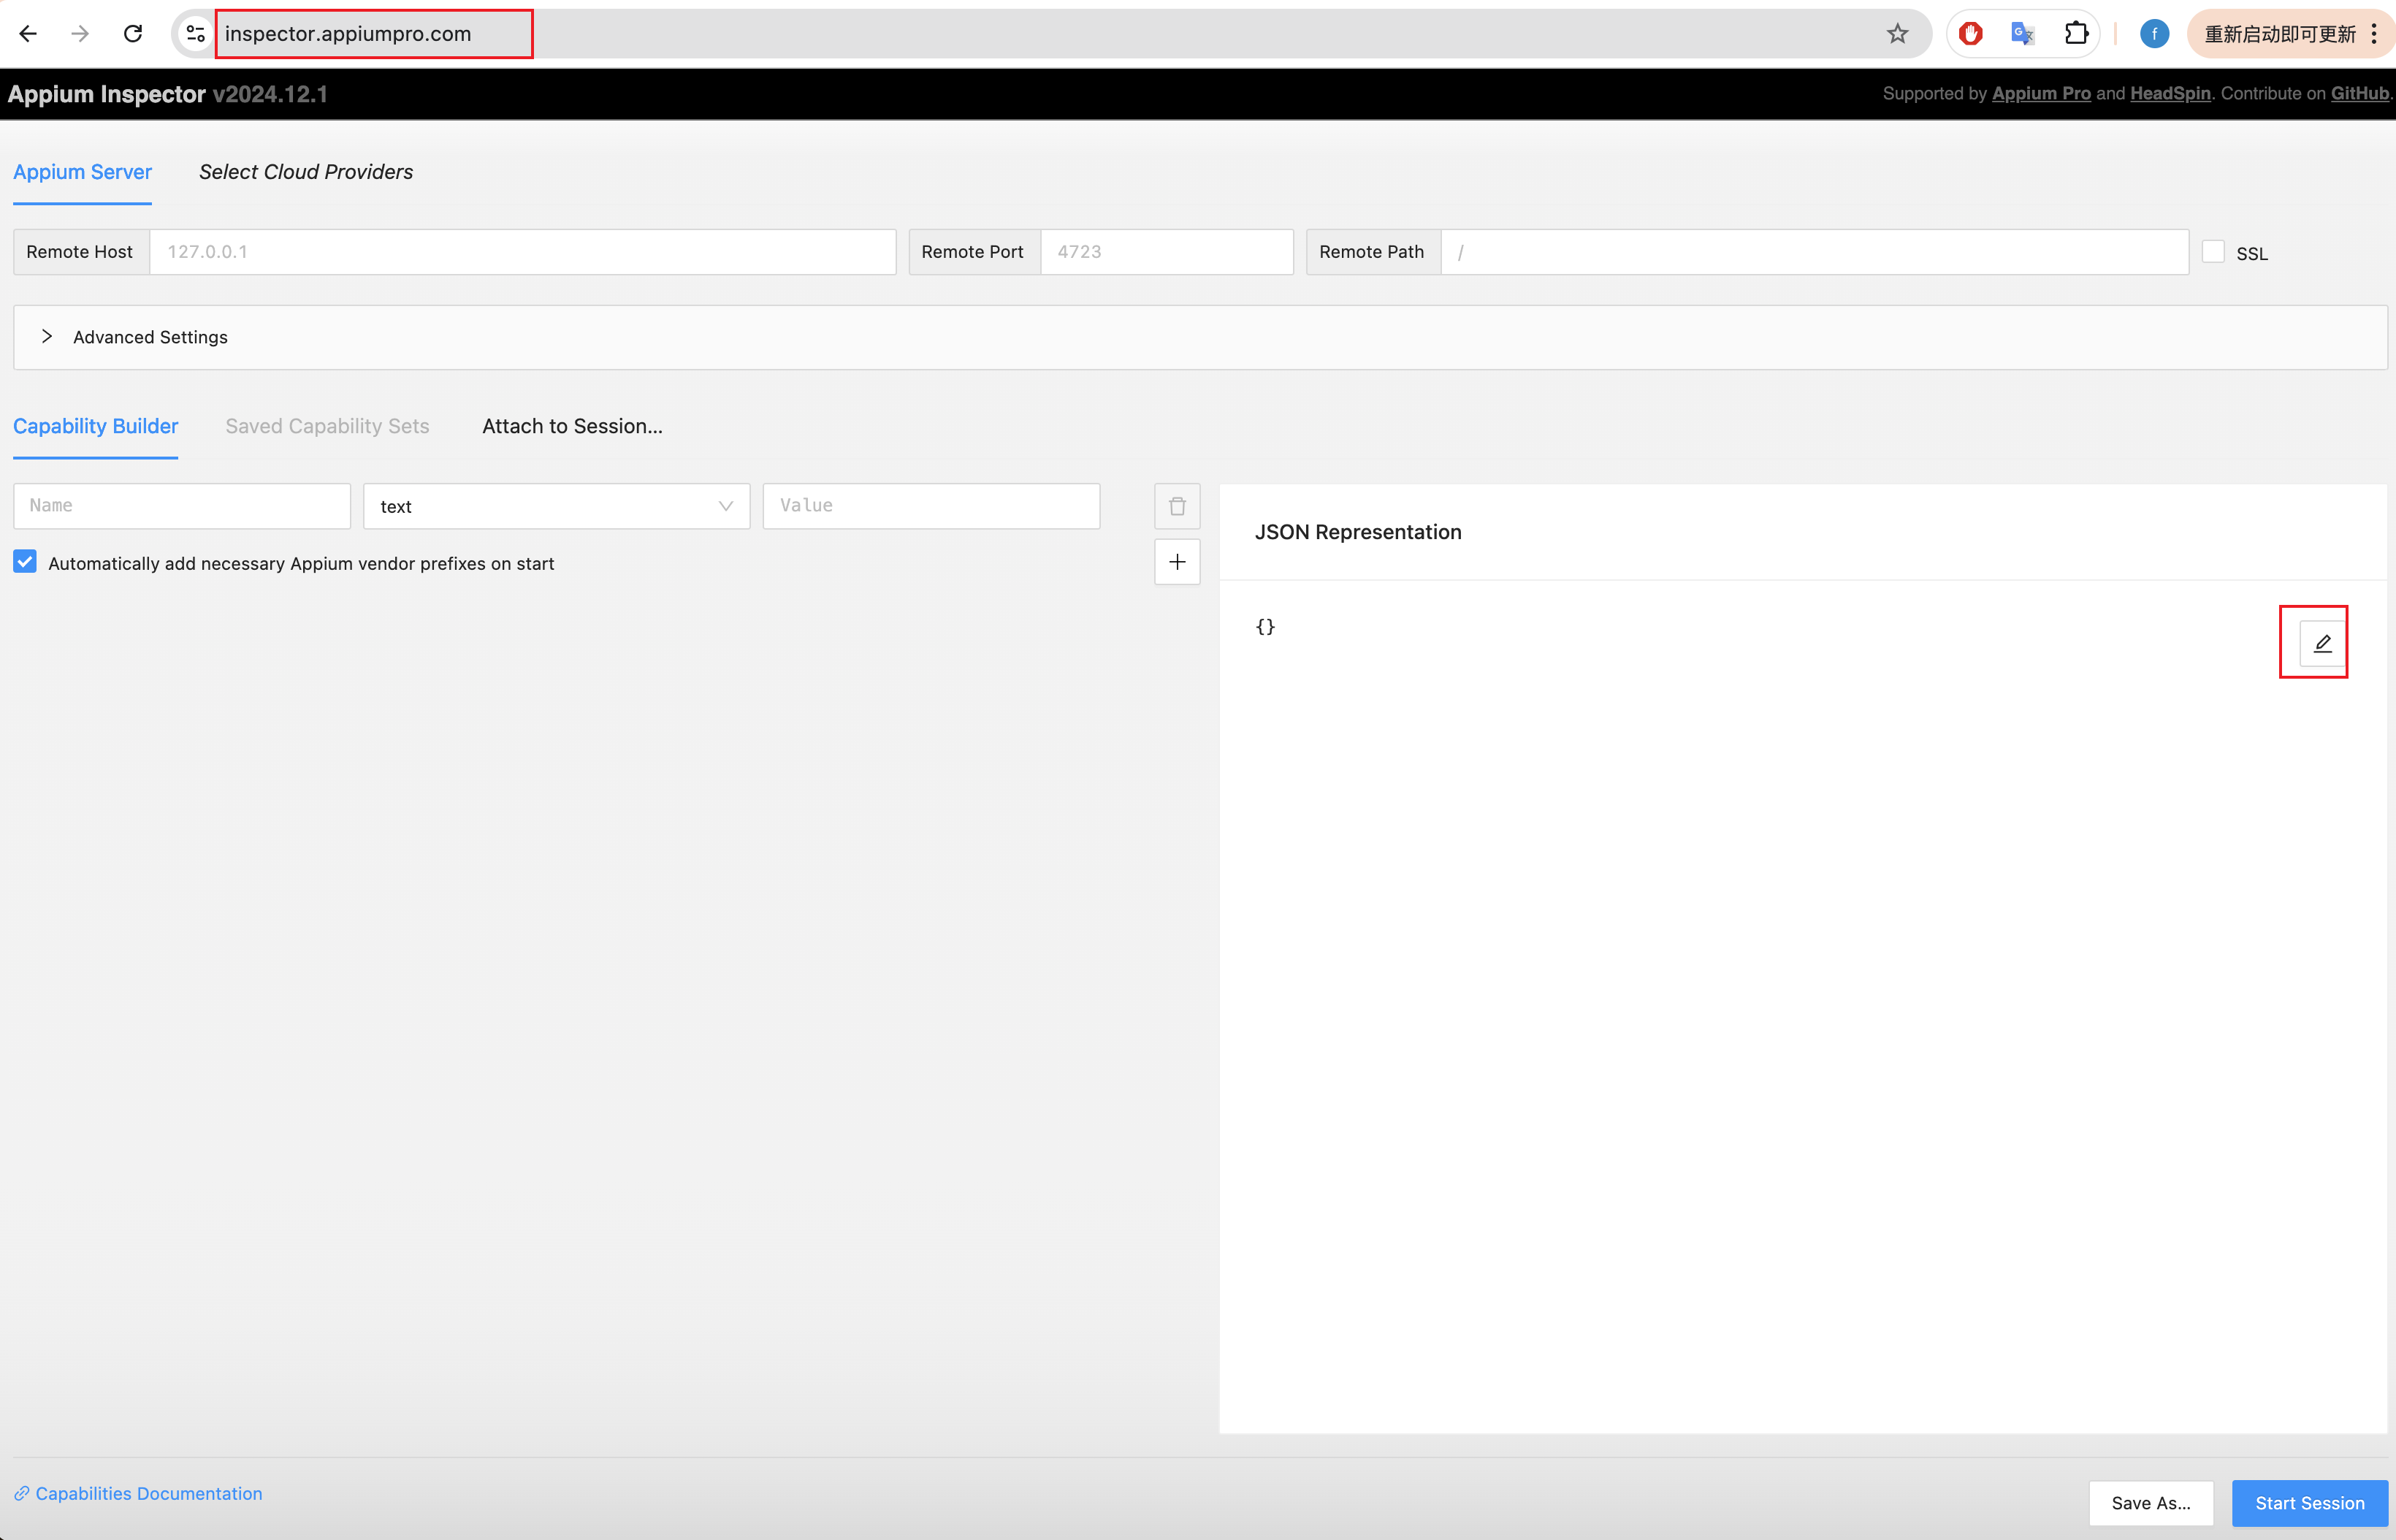 inspector.appiumpro.com
f
重新启动即可更新
Appium Inspector v2024.12.1
Supported by Appium Pro and HeadSpin. Contribute on GitHub.
Appium Server
Select Cloud Providers
Remote Host
127.0.0.1
Remote Port
4723
Remote Path
/
SSL
Advanced Settings
Capability Builder
Saved Capability Sets
Attach to Session...
Name
text
Value
Automatically add necessary Appium vendor prefixes on start
JSON Representation
{}
Capabilities Documentation
Save As...
Start Session